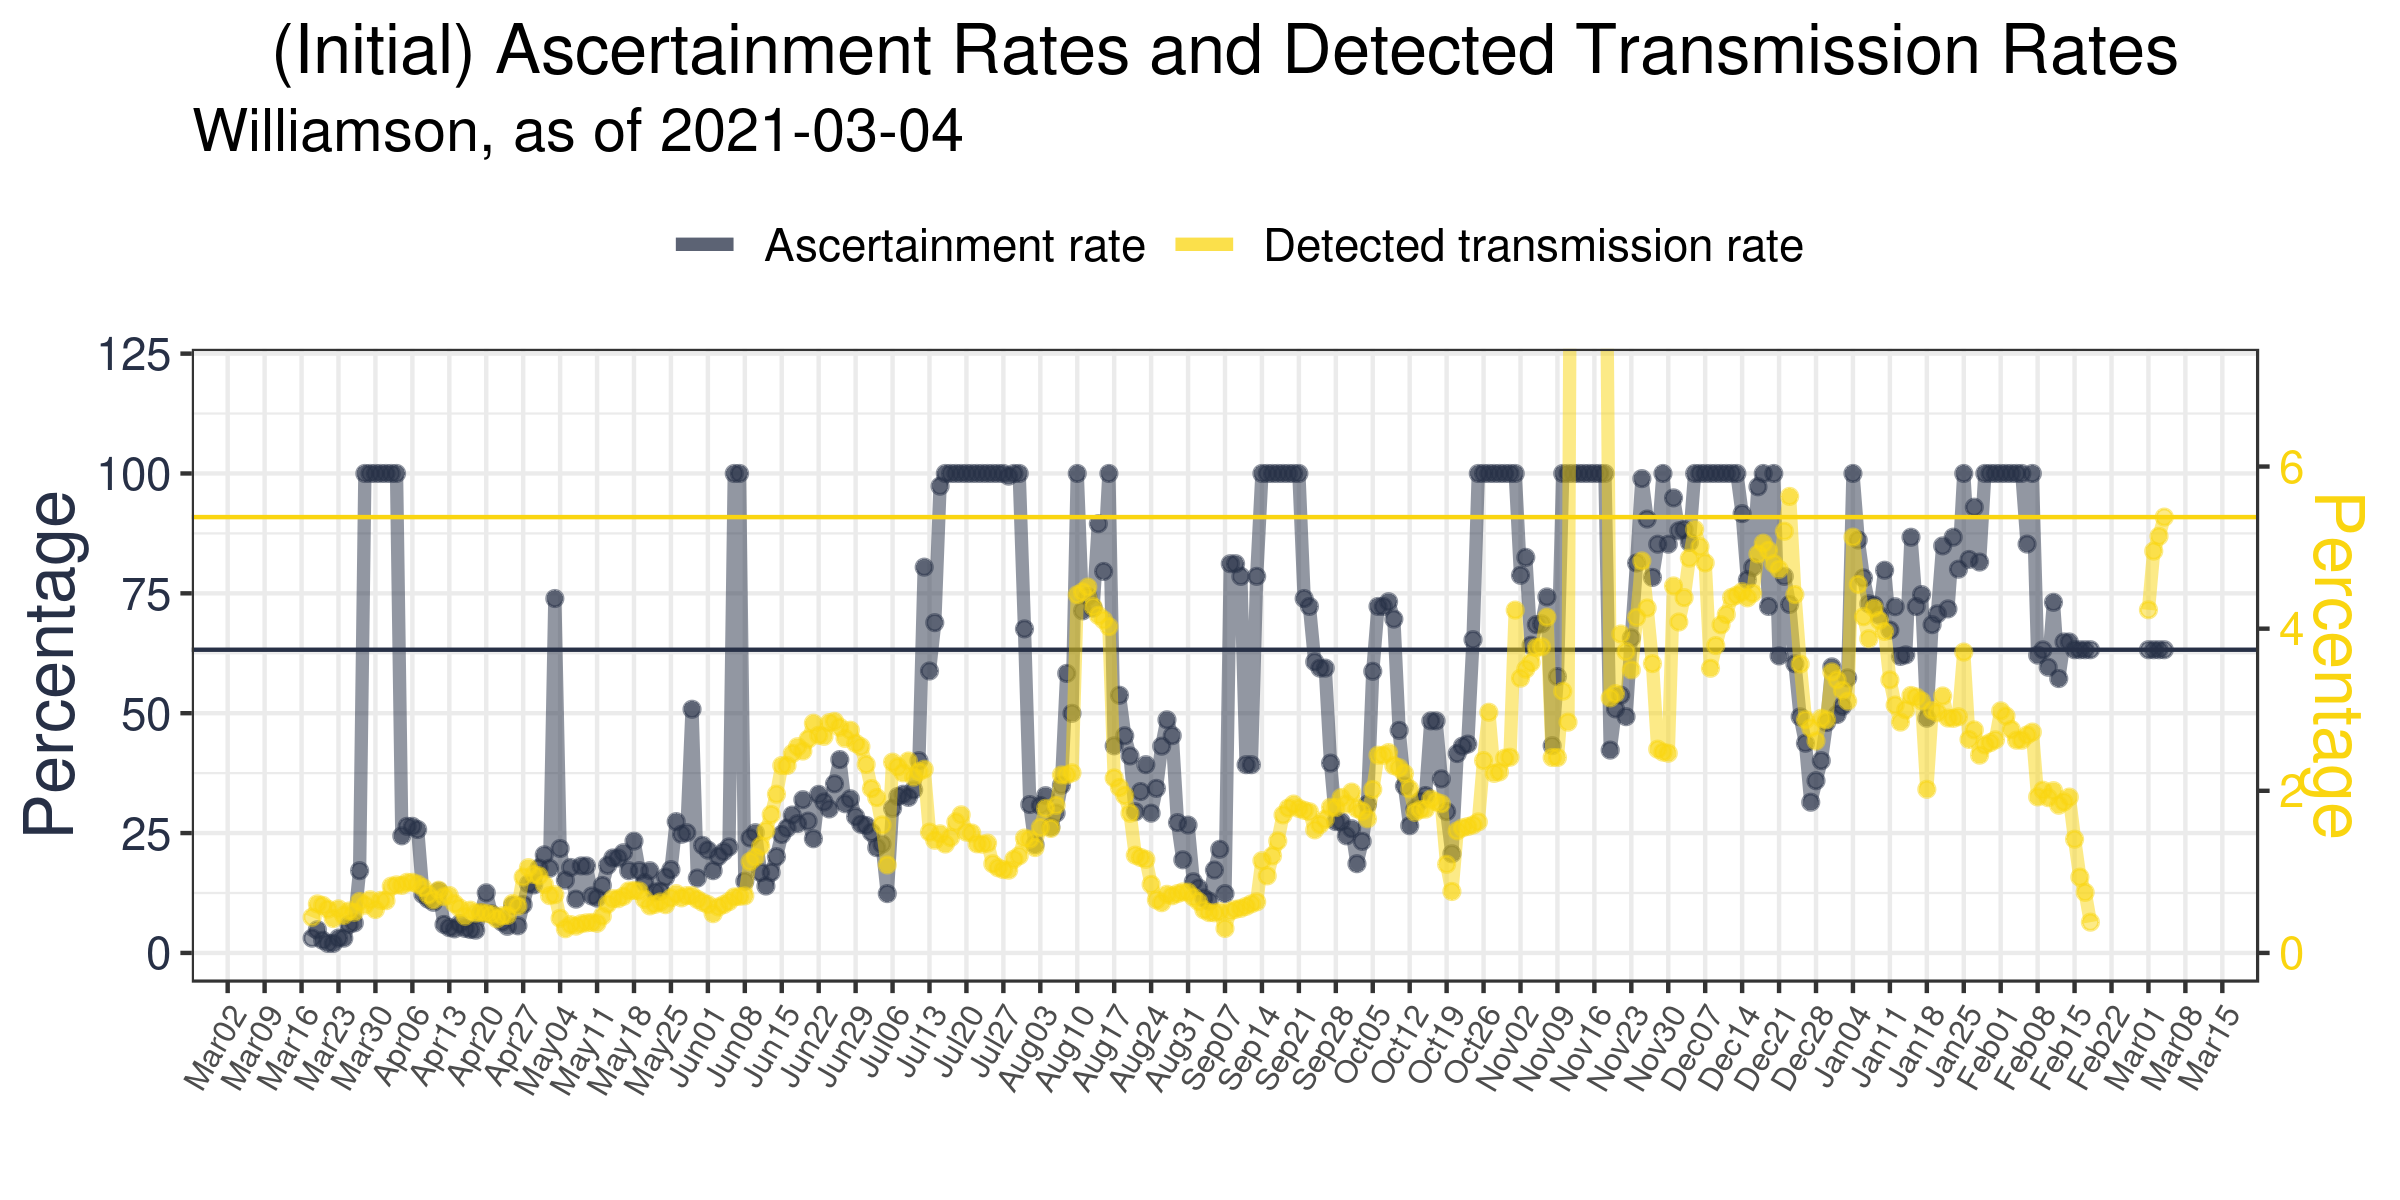 (Initial) Ascertainment Rates and Detected Transmission Rates
Williamson, as of 2021-03-04
Ascertainment rate Detected transmission rate
Percentage
125
100
75
50
25
0
6
4
2
0
Percentage
Mar02 Mar09 Mar16 Mar23 Mar30 Apr06 Apr13 Apr20 Apr27 May04 May11 May18 May25 Jun01 Jun08 Jun15 Jun22 Jun29 Jul06 Jul13 Jul20 Jul27 Aug03 Aug10 Aug17 Aug24 Aug31 Sep07 Sep14 Sep21 Sep28 Oct05 Oct12 Oct19 Oct26 Nov02 Nov09 Nov16 Nov23 Nov30 Dec07 Dec14 Dec21 Dec28 Jan04 Jan11 Jan18 Jan25 Feb01 Feb08 Feb15 Feb22 Mar01 Mar08 Mar15